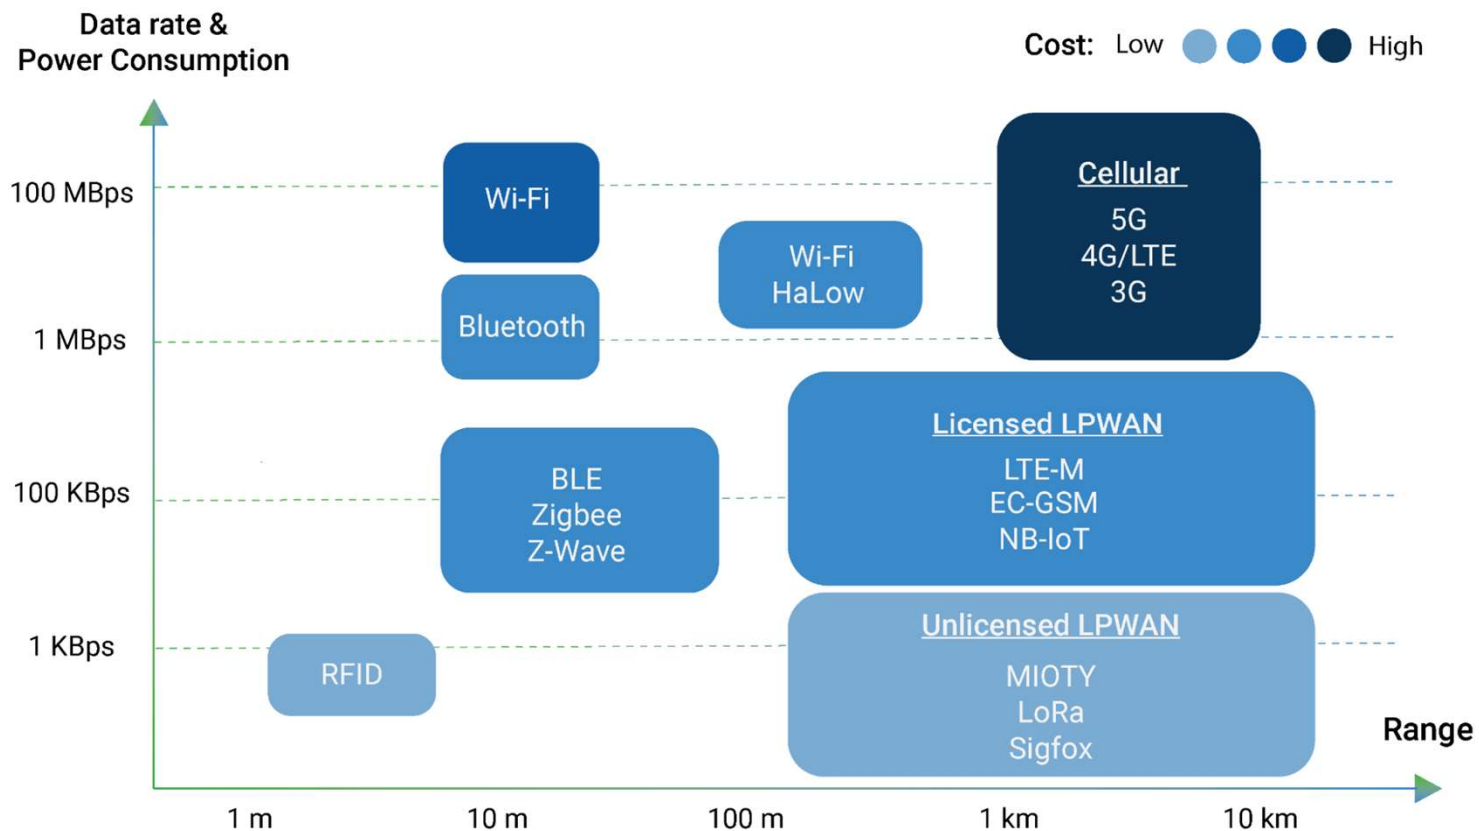 Data rate &
Power Consumption
Cost: Low High
100 MBps
1 MBps
100 KBps
1 KBps
Wi-Fi
Bluetooth
Wi-Fi
HaLow
Cellular
5G
4G/LTE
3G
BLE
Zigbee
Z-Wave
Licensed LPWAN
LTE-M
EC-GSM
NB-IoT
RFID
Unlicensed LPWAN
MIOTY
LoRa
Sigfox
Range
1 m 10 m 100 m 1 km 10 km